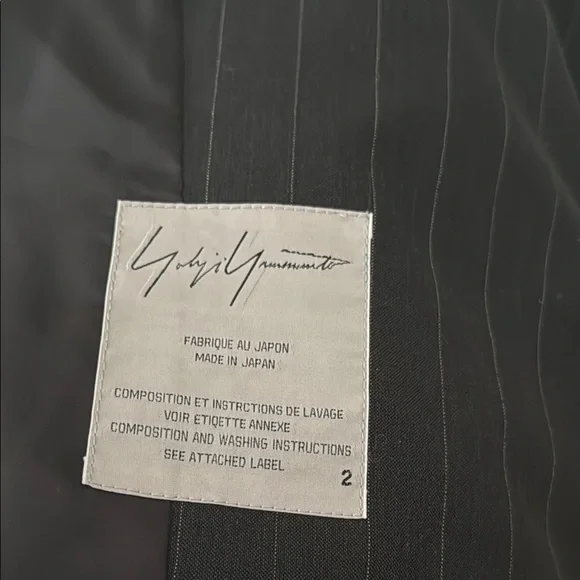 Yohji Yamamoto
FABRIQUE AU JAPON
MADE IN JAPAN
COMPOSITION ET INSTRCTIONS DE LAVAGE
VOIR ETIQETTE ANNEXE
COMPOSITION AND WASHING INSTRUCTIONS
SEE ATTACHED LABEL
2